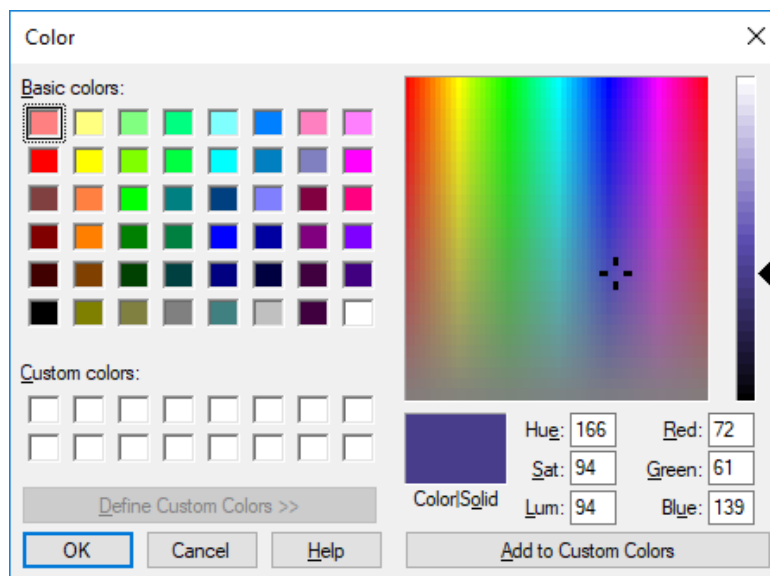 Color
Basic colors:
Custom colors:
Define Custom Colors >>
OK Cancel Help
Hue: 166 Red: 72
Sat: 94 Green: 61
Color|Solid Lum: 94 Blue: 139
Add to Custom Colors